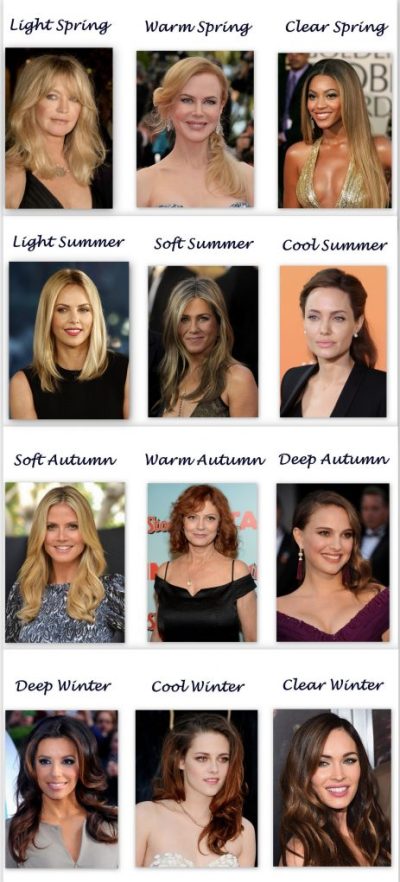 Light Spring
Warm Spring
Clear Spring
Light Summer
Soft Summer
Cool Summer
Soft Autumn
Warm Autumn
Deep Autumn
Deep Winter
Cool Winter
Clear Winter